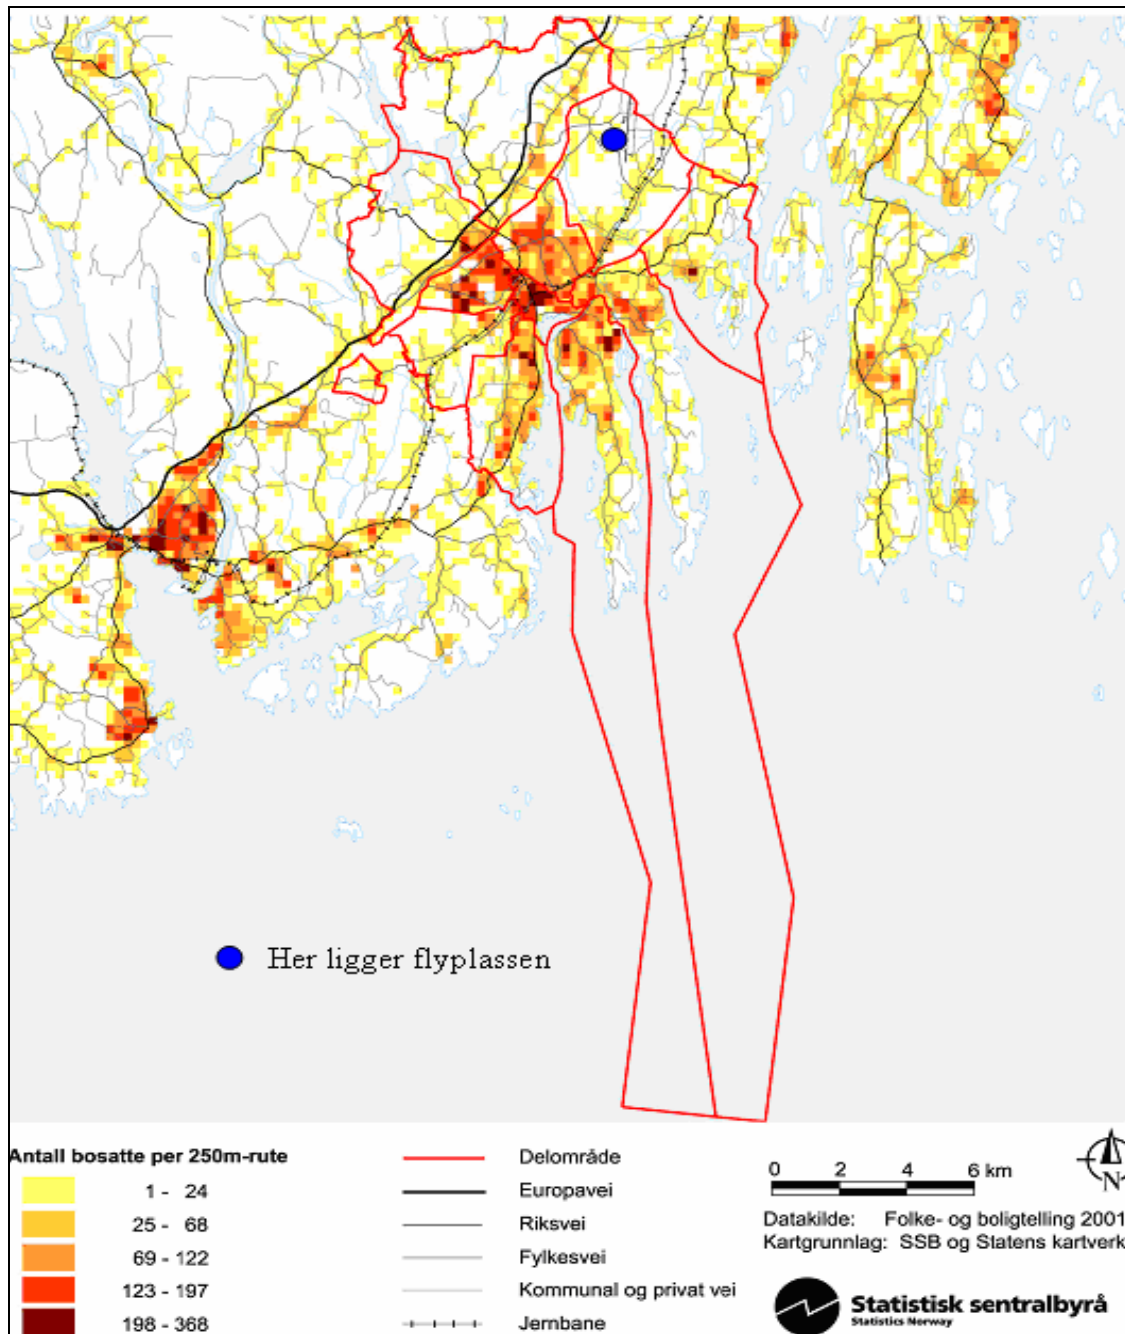 Her ligger flyplassen
Antall bosatte per 250m-rute
1 - 24
25 - 68
69 - 122
123 - 197
198 - 368
Delområde
Europavei
Riksvei
Fylkesvei
Kommunal og privat vei
Jernbane
0 2 4 6 km
N
Datakilde: Folke- og boligtelling 2001
Kartgrunnlag: SSB og Statens kartverk
Statistisk sentralbyrå
Statistics Norway